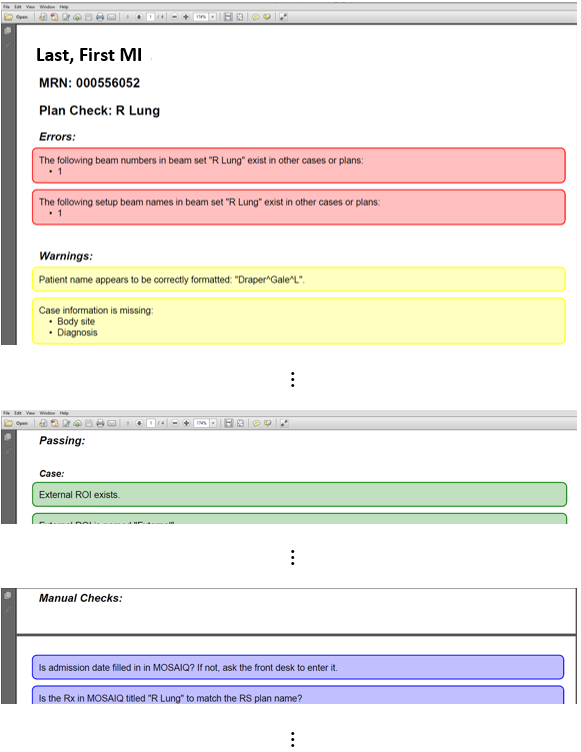 File Edit View Window Help
Open 1 / 4 174%
Last, First MI
MRN: 000556052
Plan Check: R Lung
Errors:
The following beam numbers in beam set "R Lung" exist in other cases or plans:
• 1
The following setup beam names in beam set "R Lung" exist in other cases or plans:
• 1
Warnings:
Patient name appears to be correctly formatted: "Draper^Gale^L".
Case information is missing:
• Body site
• Diagnosis
File Edit View Window Help
Open 1 / 4 174%
Passing:
Case:
External ROI exists.
External ROI is named "External"
Manual Checks:
Is admission date filled in in MOSAIQ? If not, ask the front desk to enter it.
Is the Rx in MOSAIQ titled "R Lung" to match the RS plan name?